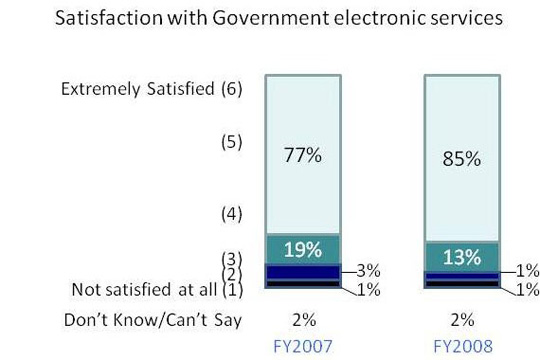 Satisfaction with Government electronic services
Extremely Satisfied (6)
(5)
77%
85%
(4)
19%
13%
(3)
(2)
3%
1%
Not satisfied at all (1)
1%
1%
Don't Know/Can't Say
2%
2%
FY2007
FY2008